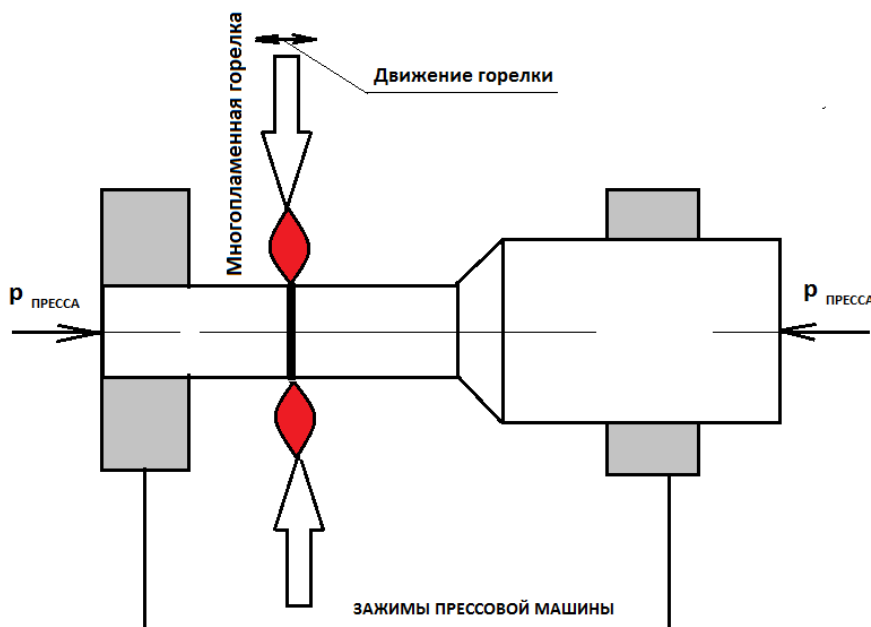 Многопламенная горелка
Движение горелки
Р ПРЕССА
Р ПРЕССА
ЗАЖИМЫ ПРЕССОВОЙ МАШИНЫ